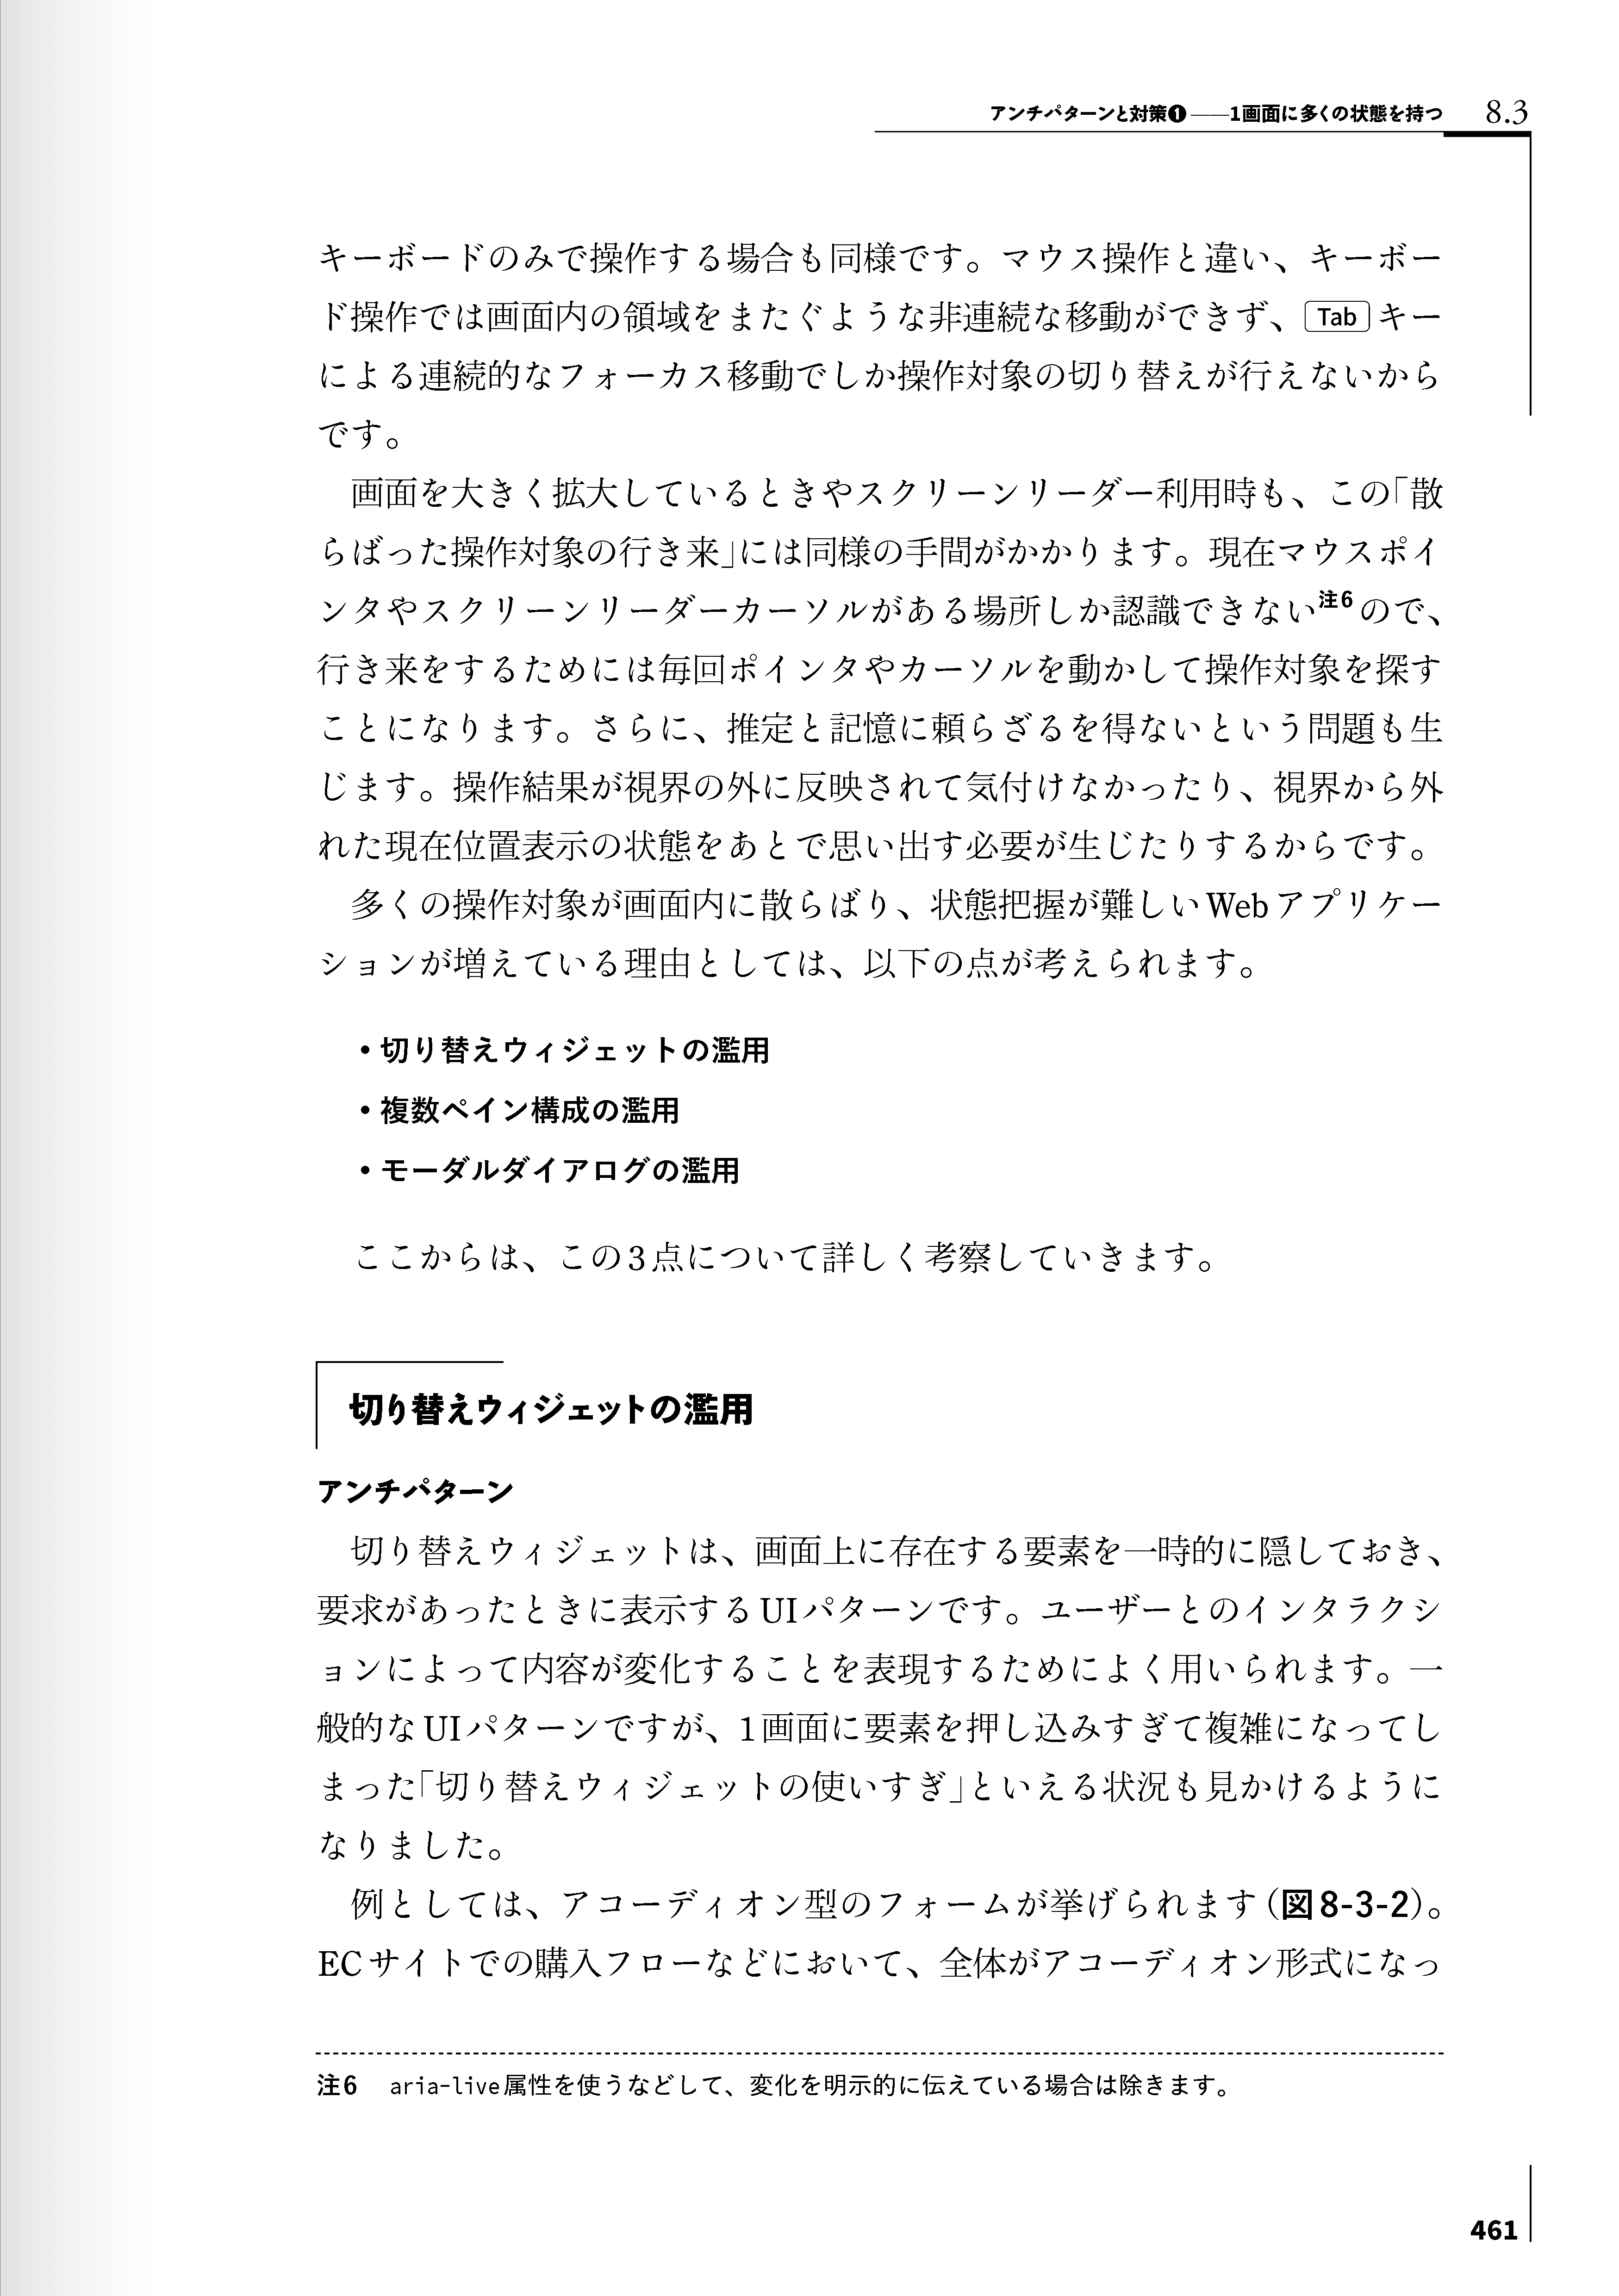 アンチパターンと対策❶——1画面に多くの状態を持つ 8.3
キーボードのみで操作する場合も同様です。マウス操作と違い、キーボー
ド操作では画面内の領域をまたぐような非連続な移動ができず、Tabキー
による連続的なフォーカス移動でしか操作対象の切り替えが行えないから
です。
画面を大きく拡大しているときやスクリーンリーダー利用時も、この「散
らばった操作対象の行き来」には同様の手間がかかります。現在マウスポイ
ンタやスクリーンリーダーカーソルがある場所しか認識できない注6ので、
行き来をするためには毎回ポインタやカーソルを動かして操作対象を探す
ことになります。さらに、推定と記憶に頼らざるを得ないという問題も生
じます。操作結果が視界の外に反映されて気付けなかったり、視界から外
れた現在位置表示の状態をあとで思い出す必要が生じたりするからです。
多くの操作対象が画面内に散らばり、状態把握が難しいWebアプリケー
ションが増えている理由としては、以下の点が考えられます。
・切り替えウィジェットの濫用
・複数ペイン構成の濫用
・モーダルダイアログの濫用
ここからは、この3点について詳しく考察していきます。
切り替えウィジェットの濫用
アンチパターン
切り替えウィジェットは、画面上に存在する要素を一時的に隠しておき、
要求があったときに表示するUIパターンです。ユーザーとのインタラクシ
ョンによって内容が変化することを表現するためによく用いられます。一
般的なUIパターンですが、1画面に要素を押し込みすぎて複雑になってし
まった「切り替えウィジェットの使いすぎ」といえる状況も見かけるように
なりました。
例としては、アコーディオン型のフォームが挙げられます(図8-3-2)。
ECサイトでの購入フローなどにおいて、全体がアコーディオン形式になっ
注6 aria-live属性を使うなどして、変化を明示的に伝えている場合は除きます。
461